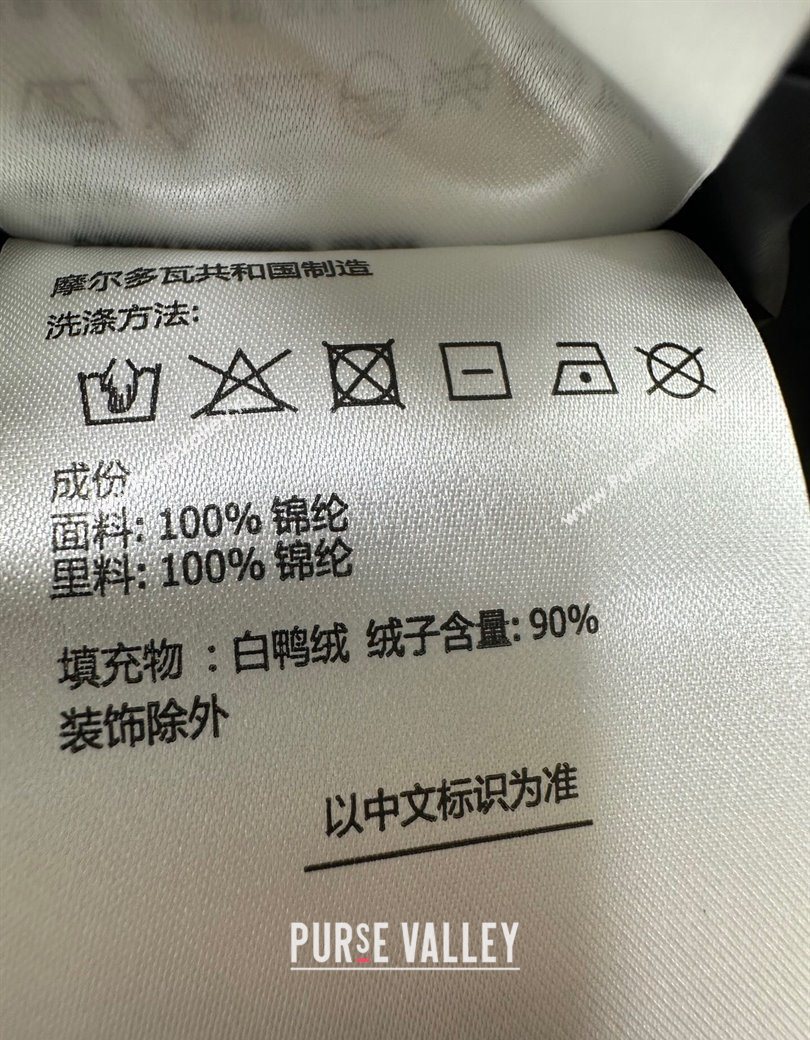 摩尔多瓦共和国制造
洗涤方法:
成份
面料: 100% 锦纶
里料: 100% 锦纶
填充物 : 白鸭绒 绒子含量: 90%
装饰除外
以中文标识为准
PURSE VALLEY